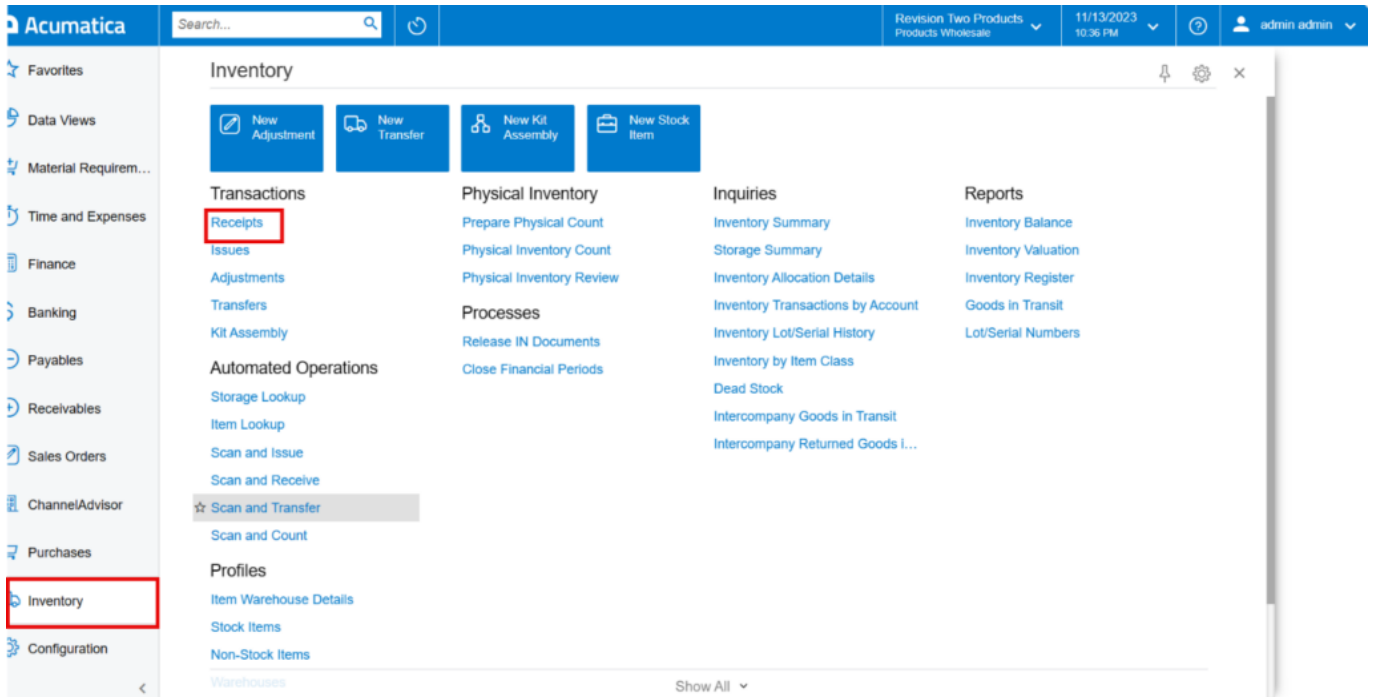 Acumatica
Search...
Revision Two Products
Products Wholesale
11/13/2023
10:36 PM
admin admin
Favorites
Data Views
Material Requirem...
Time and Expenses
Finance
Banking
Payables
Receivables
Sales Orders
ChannelAdvisor
Purchases
Inventory
Configuration
Inventory
New
Adjustment
New
Transfer
New Kit
Assembly
New Stock
Item
Transactions
Receipts
Issues
Adjustments
Transfers
Kit Assembly
Automated Operations
Storage Lookup
Item Lookup
Scan and Issue
Scan and Receive
Scan and Transfer
Scan and Count
Profiles
Item Warehouse Details
Stock Items
Non-Stock Items
Warehouses
Physical Inventory
Prepare Physical Count
Physical Inventory Count
Physical Inventory Review
Processes
Release IN Documents
Close Financial Periods
Inquiries
Inventory Summary
Storage Summary
Inventory Allocation Details
Inventory Transactions by Account
Inventory Lot/Serial History
Inventory by Item Class
Dead Stock
Intercompany Goods in Transit
Intercompany Returned Goods i...
Reports
Inventory Balance
Inventory Valuation
Inventory Register
Goods in Transit
Lot/Serial Numbers
Show All